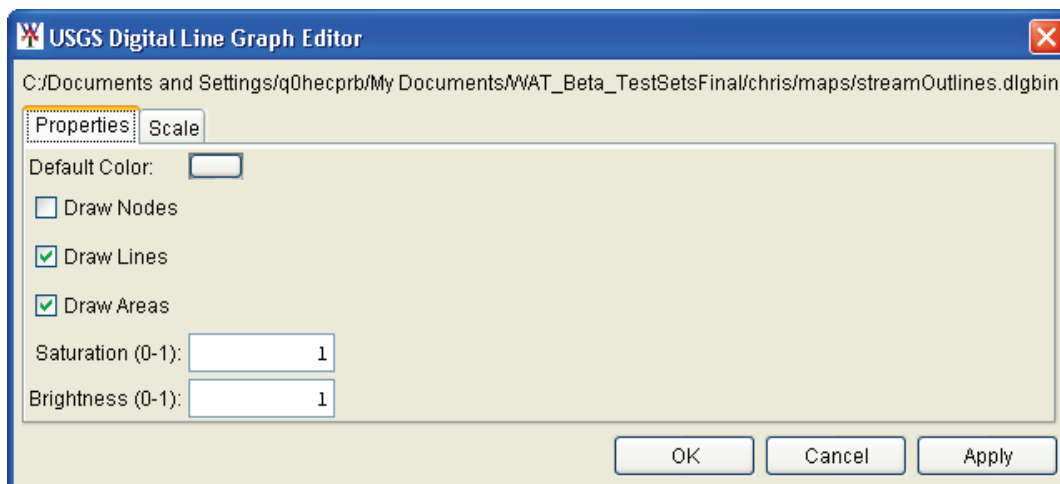 USGS Digital Line Graph Editor
C:/Documents and Settings/q0hecprb/My Documents/WAT_Beta_TestSetsFinal/chris/maps/streamOutlines.dlgbin
Properties Scale
Default Color:
Draw Nodes
Draw Lines
Draw Areas
Saturation (0-1): 1
Brightness (0-1): 1
OK Cancel Apply